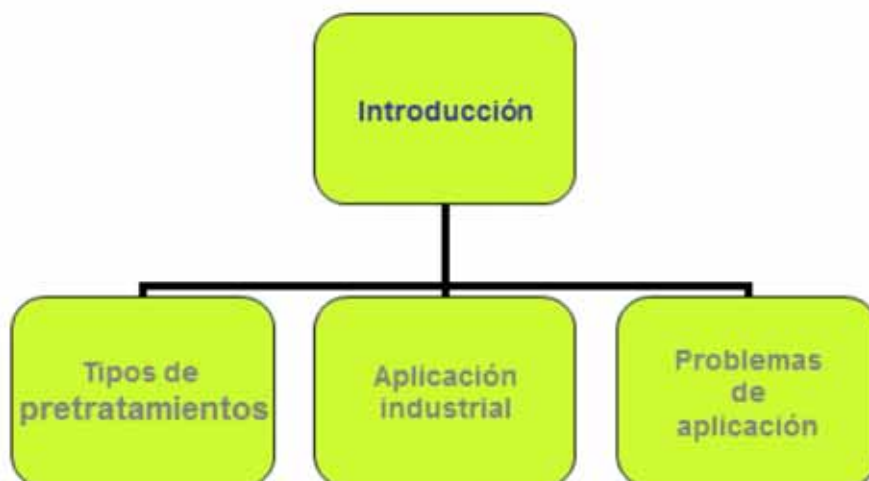 Introducción
Tipos de
pretratamientos
Aplicación
industrial
Problemas
de
aplicación